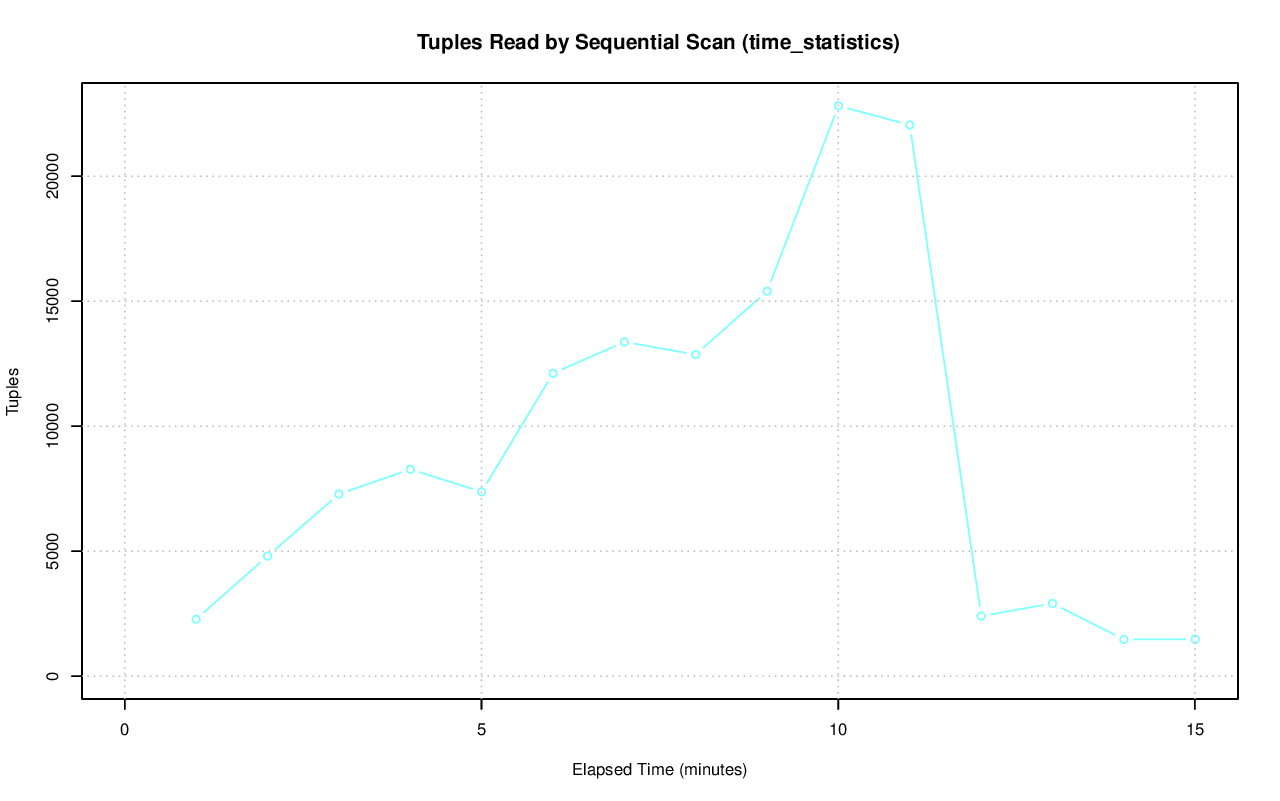 Tuples Read by Sequential Scan (time_statistics)
Tuples
20000
15000
10000
5000
0
0 5 10 15
Elapsed Time (minutes)